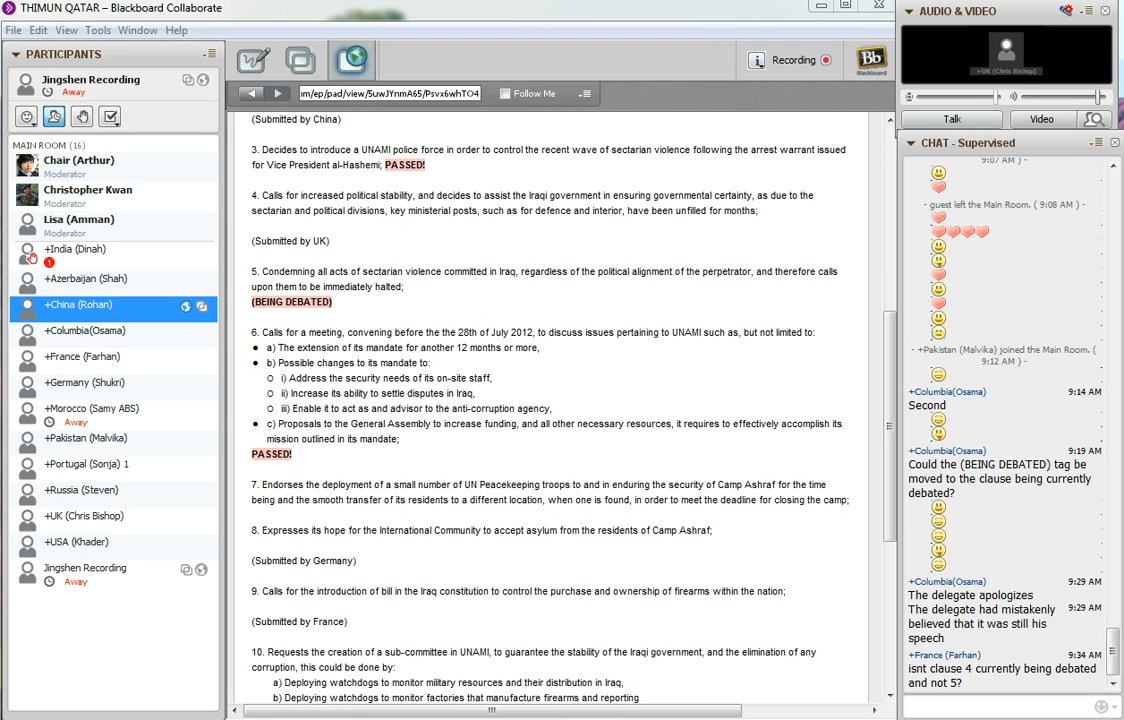 THIMUN QATAR – Blackboard Collaborate
File Edit View Tools Window Help
PARTICIPANTS
Jingshen Recording
Away
MAIN ROOM (16)
Chair (Arthur)
Moderator
Christopher Kwan
Moderator
Lisa (Amman)
Moderator
+India (Dinah)
1
+Azerbaijan (Shah)
+China (Rohan)
+Columbia(Osama)
+France (Farhan)
+Germany (Shukri)
+Morocco (Samy ABS)
Away
+Pakistan (Malvika)
+Portugal (Sonja) 1
+Russia (Steven)
+UK (Chris Bishop)
+USA (Khader)
Jingshen Recording
Away
i
Recording
Bb
Blackboard
om/ep/pad/view/5uwJYnmA65/Psvx6whTO4
Follow Me
(Submitted by China)
3. Decides to introduce a UNAMI police force in order to control the recent wave of sectarian violence following the arrest warrant issued
for Vice President al-Hashemi; PASSED!
4. Calls for increased political stability, and decides to assist the Iraqi government in ensuring governmental certainty, as due to the
sectarian and political divisions, key ministerial posts, such as for defence and interior, have been unfilled for months;
(Submitted by UK)
5. Condemning all acts of sectarian violence committed in Iraq, regardless of the political alignment of the perpetrator, and therefore calls
upon them to be immediately halted;
(BEING DEBATED)
6. Calls for a meeting, convening before the the 28th of July 2012, to discuss issues pertaining to UNAMI such as, but not limited to:
● a) The extension of its mandate for another 12 months or more,
● b) Possible changes to its mandate to:
○ i) Address the security needs of its on-site staff,
○ ii) Increase its ability to settle disputes in Iraq,
○ iii) Enable it to act as and advisor to the anti-corruption agency,
● c) Proposals to the General Assembly to increase funding, and all other necessary resources, it requires to effectively accomplish its
mission outlined in its mandate;
PASSED!
7. Endorses the deployment of a small number of UN Peacekeeping troops to and in enduring the security of Camp Ashraf for the time
being and the smooth transfer of its residents to a different location, when one is found, in order to meet the deadline for closing the camp;
8. Expresses its hope for the International Community to accept asylum from the residents of Camp Ashraf;
(Submitted by Germany)
9. Calls for the introduction of bill in the Iraq constitution to control the purchase and ownership of firearms within the nation;
(Submitted by France)
10. Requests the creation of a sub-committee in UNAMI, to guarantee the stability of the Iraqi government, and the elimination of any
corruption, this could be done by:
a) Deploying watchdogs to monitor military resources and their distribution in Iraq,
b) Deploying watchdogs to monitor factories that manufacture firearms and reporting
AUDIO & VIDEO
+UK (Chris Bishop)
Talk Video
CHAT - Supervised
9:07 AM ) -
- guest left the Main Room. ( 9:08 AM ) -
- +Pakistan (Malvika) joined the Main Room. (
9:12 AM ) -
+Columbia(Osama) 9:14 AM
Second
+Columbia(Osama) 9:19 AM
Could the (BEING DEBATED) tag be
moved to the clause being currently
debated?
+Columbia(Osama) 9:29 AM
The delegate apologizes
The delegate had mistakenly 9:29 AM
believed that it was still his
speech
+France (Farhan) 9:34 AM
isnt clause 4 currently being debated
and not 5?